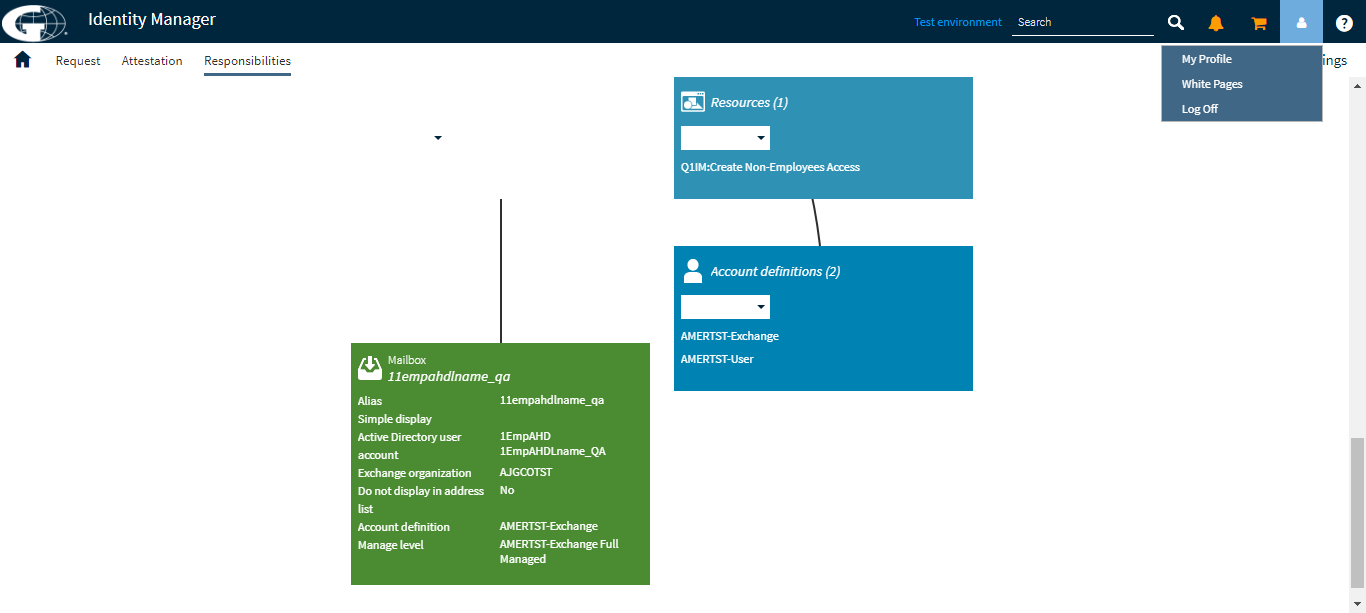 Identity Manager
Test environment
Search
?
Request
Attestation
Responsibilities
ings
My Profile
White Pages
Log Off
Resources (1)
Q1IM:Create Non-Employees Access
Account definitions (2)
AMERTST-Exchange
AMERTST-User
Mailbox
11empahdlname_qa
Alias 11empahdlname_qa
Simple display
Active Directory user 1EmpAHD
account 1EmpAHDLname_QA
Exchange organization AJGCOTST
Do not display in address No
list
Account definition AMERTST-Exchange
Manage level AMERTST-Exchange Full
Managed